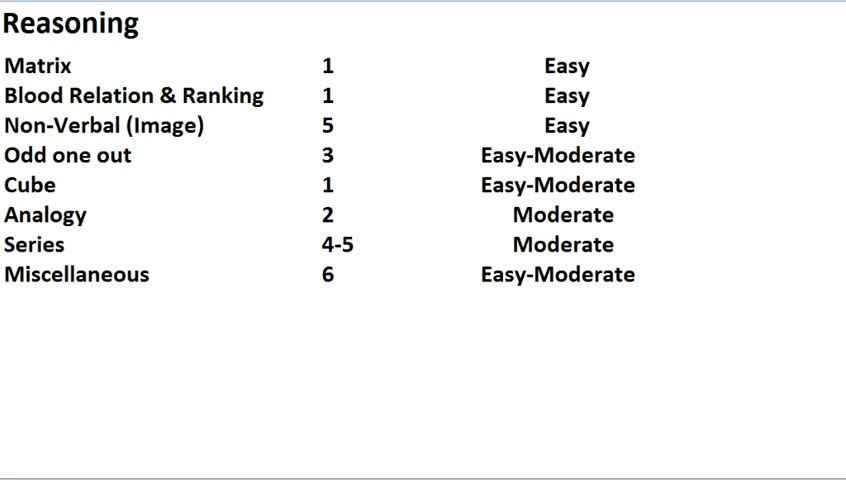 Reasoning
Matrix 1 Easy
Blood Relation & Ranking 1 Easy
Non-Verbal (Image) 5 Easy
Odd one out 3 Easy-Moderate
Cube 1 Easy-Moderate
Analogy 2 Moderate
Series 4-5 Moderate
Miscellaneous 6 Easy-Moderate